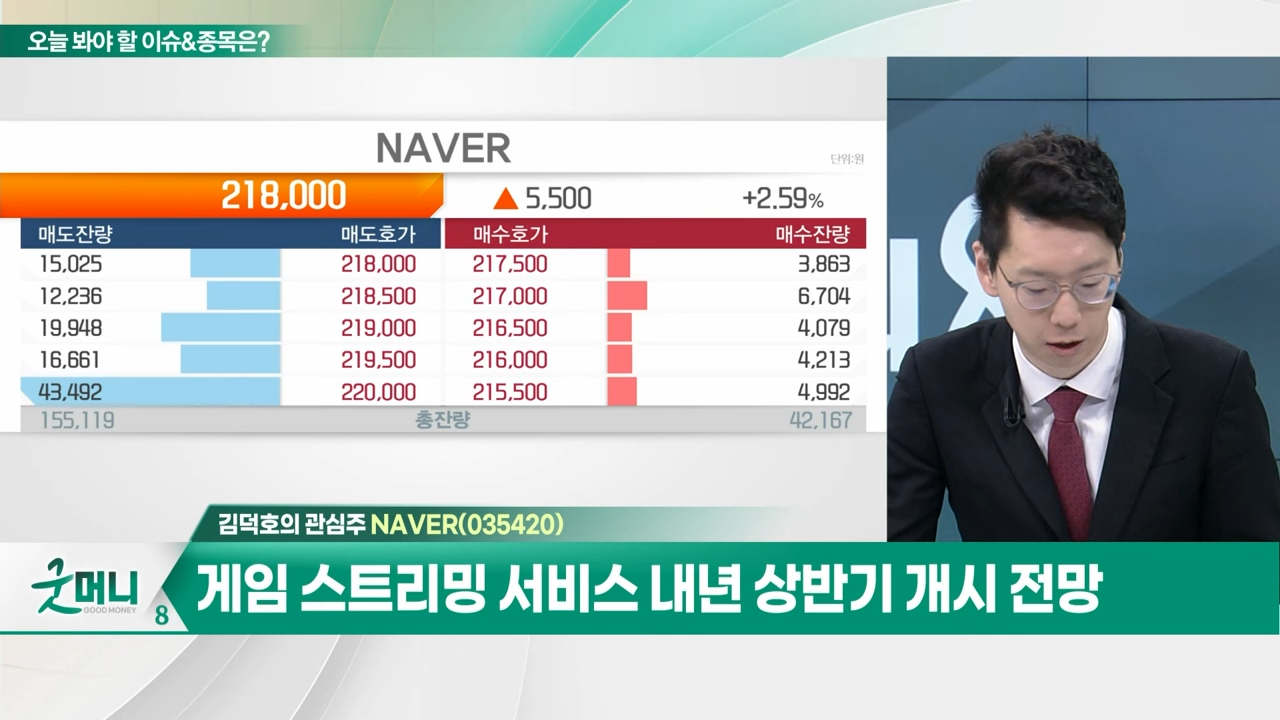 오늘 봐야 할 이슈&종목은?
NAVER
단위:원
218,000 ▲ 5,500 +2.59%
매도잔량 매도호가 매수호가 매수잔량
15,025 218,000 217,500 3,863
12,236 218,500 217,000 6,704
19,948 219,000 216,500 4,079
16,661 219,500 216,000 4,213
43,492 220,000 215,500 4,992
155,119 총잔량 42,167
김덕호의 관심주 NAVER(035420)
굿머니
GOOD MONEY
8
게임 스트리밍 서비스 내년 상반기 개시 전망